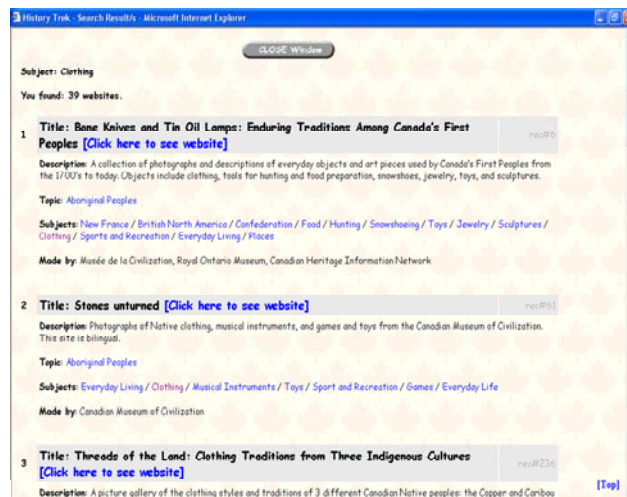 History Trek - Search Result/s - Microsoft Internet Explorer
CLOSE Window
Subject: Clothing
You found: 39 websites.
1 Title: Bone Knives and Tin Oil Lamps: Enduring Traditions Among Canada's First rec#6
Peoples [Click here to see website]
Description: A collection of photographs and descriptions of everyday objects and art pieces used by Canada's First Peoples from
the 1700's to today. Objects include clothing, tools for hunting and food preparation, snowshoes, jewelry, toys, and sculptures.
Topic: Aboriginal Peoples
Subjects: New France / British North America / Confederation / Food / Hunting / Snowshoeing / Toys / Jewelry / Sculptures /
Clothing / Sports and Recreation / Everyday Living / Places
Made by: Musée de la Civilization, Royal Ontario Museum, Canadian Heritage Information Network
2 Title: Stones unturned [Click here to see website] rec#61
Description: Photographs of Native clothing, musical instruments, and games and toys from the Canadian Museum of Civilization.
This site is bilingual.
Topic: Aboriginal Peoples
Subjects: Everyday Living / Clothing / Musical Instruments / Toys / Sport and Recreation / Games / Everyday Life
Made by: Canadian Museum of Civilization
3 Title: Threads of the Land: Clothing Traditions from Three Indigenous Cultures rec#236
[Click here to see website]
[Top]
Description: A picture gallery of the clothing styles and traditions of 3 different Canadian Native peoples: the Copper and Caribou